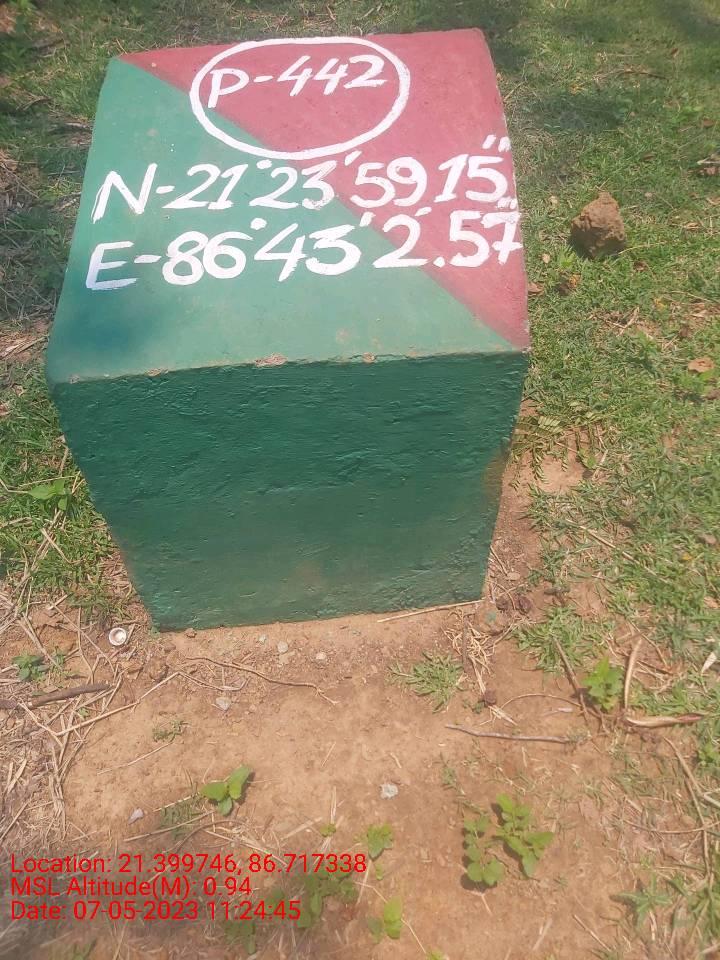 P-442
N-21°23'59.15"
E-86°43'2.57"
Location: 21.399746, 86.717338
MSL Altitude(M): 0.94
Date: 07-05-2023 11:24:45